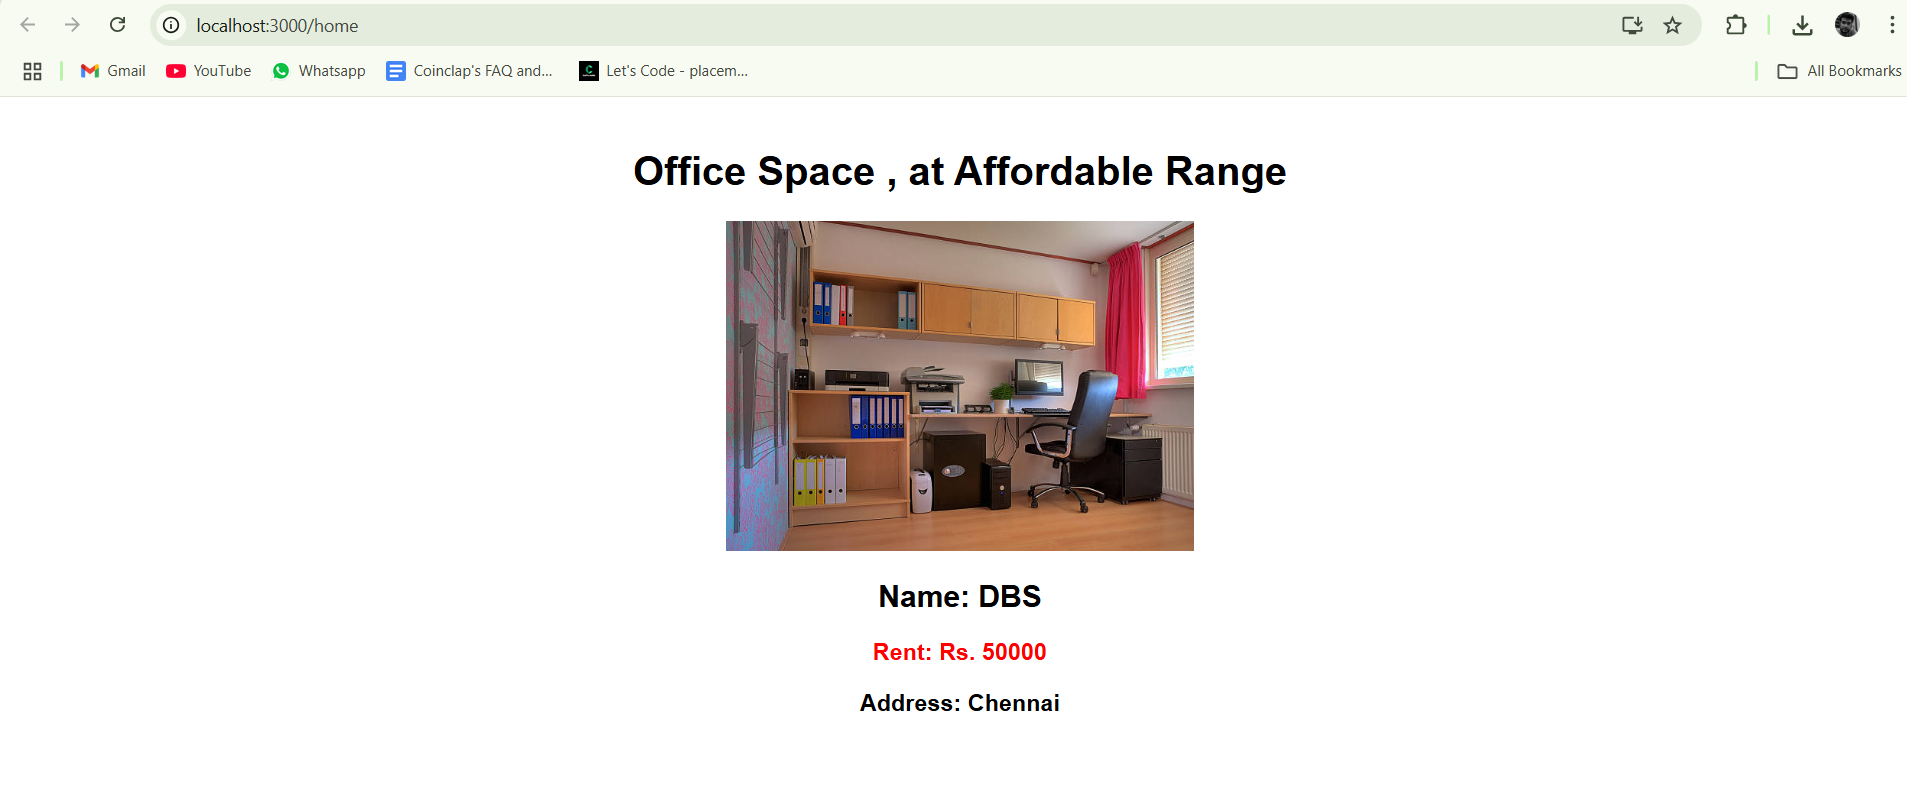 localhost:3000/home
Gmail YouTube Whatsapp Coinclap's FAQ and... Let's Code - placem... All Bookmarks
Office Space , at Affordable Range
Name: DBS
Rent: Rs. 50000
Address: Chennai